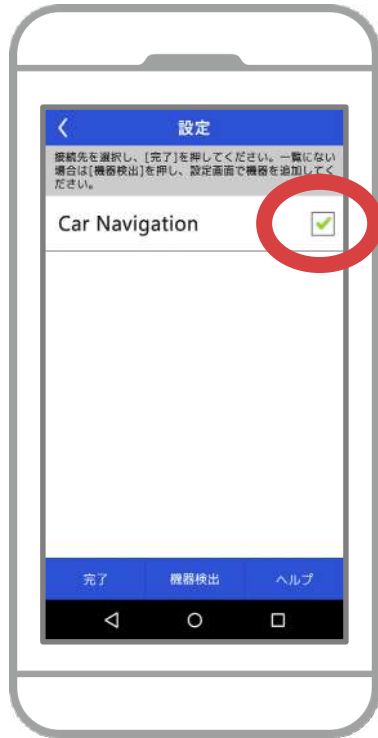 設定
接続先を選択し、[完了]を押してください。一覧にない
場合は[機器検出]を押し、設定画面で機器を追加してく
ださい。
Car Navigation
完了 機器検出 ヘルプ